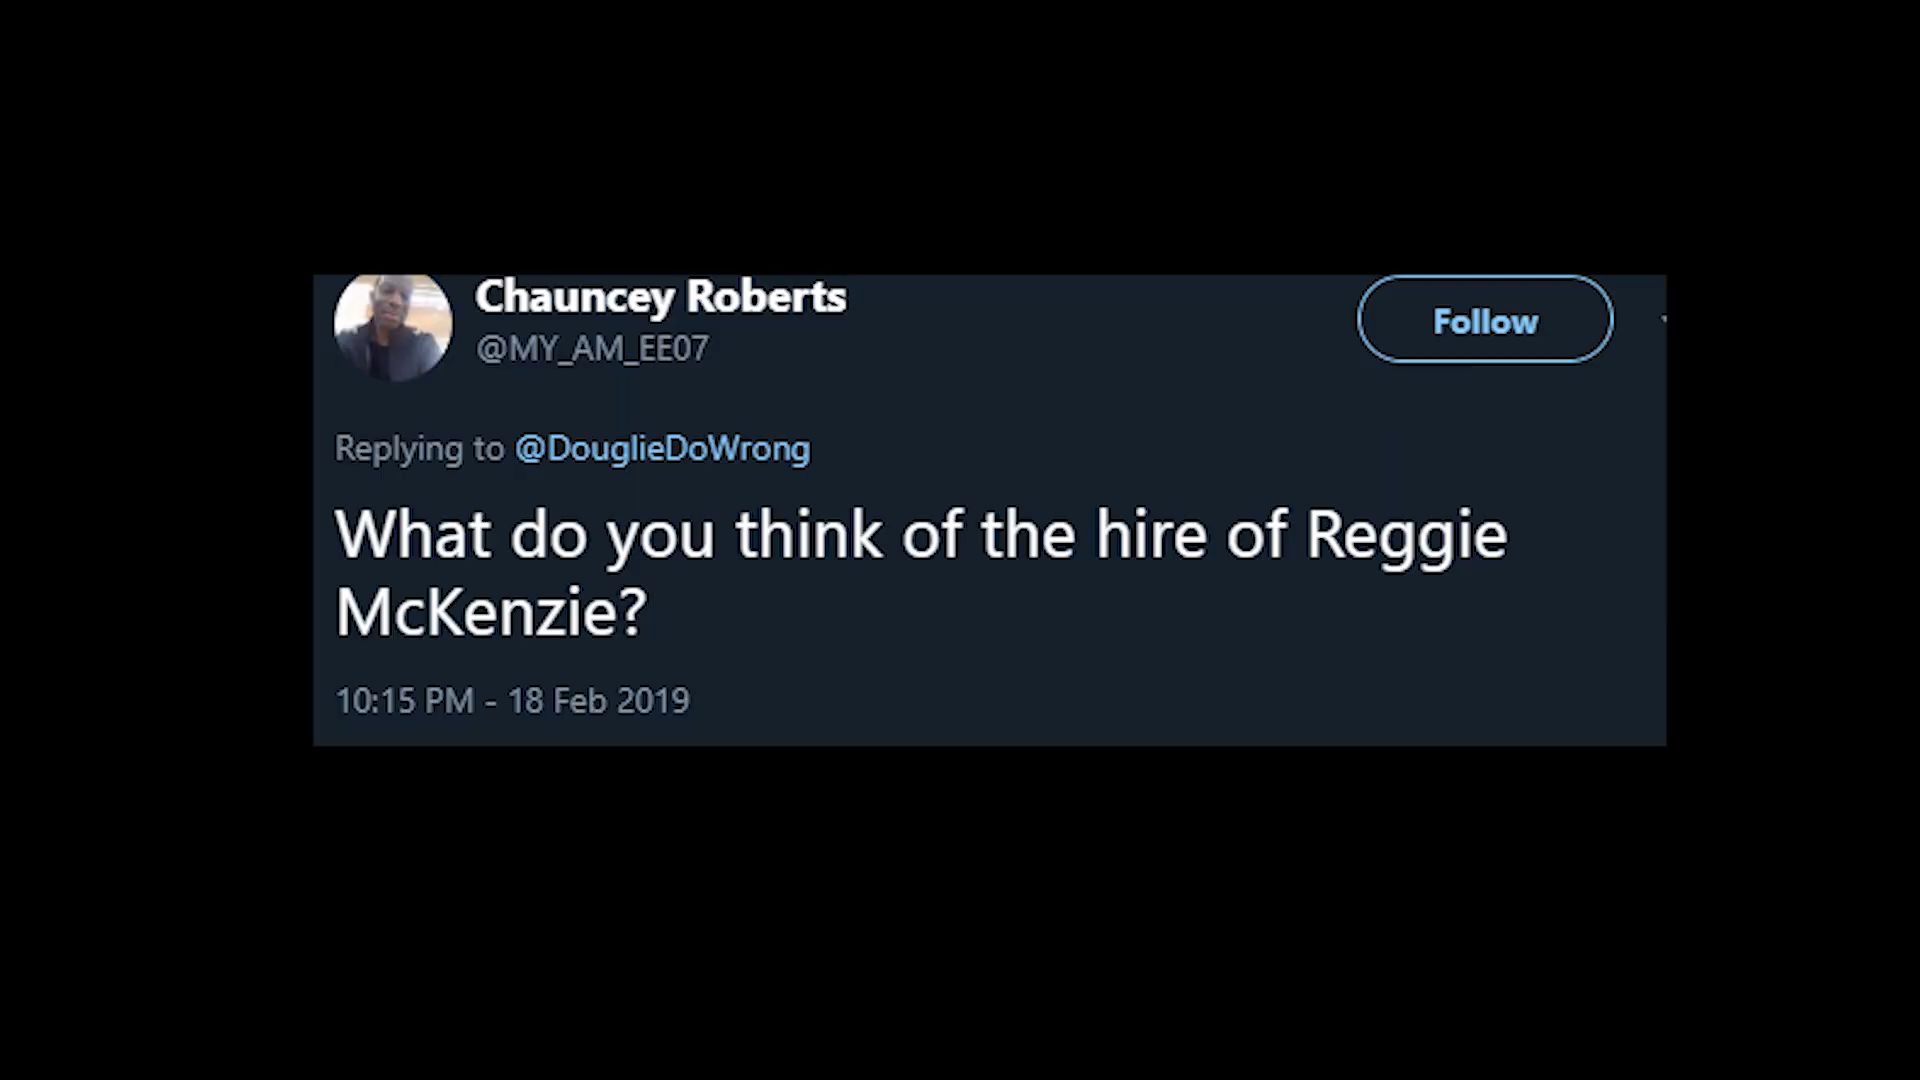 Chauncey Roberts
Follow
@MY_AM_EE07
Replying to @DouglieDoWrong
What do you think of the hire of Reggie
McKenzie?
10:15 PM - 18 Feb 2019